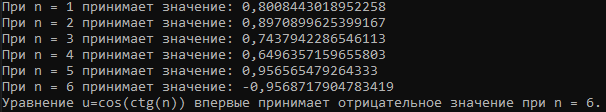 При n = 1 принимает значение: 0,8008443018952258
При n = 2 принимает значение: 0,8970899625399167
При n = 3 принимает значение: 0,7437942286546113
При n = 4 принимает значение: 0,6496357159655803
При n = 5 принимает значение: 0,956565479264333
При n = 6 принимает значение: -0,9568717904783419
Уравнение u=cos(ctg(n)) впервые принимает отрицательное значение при n = 6.